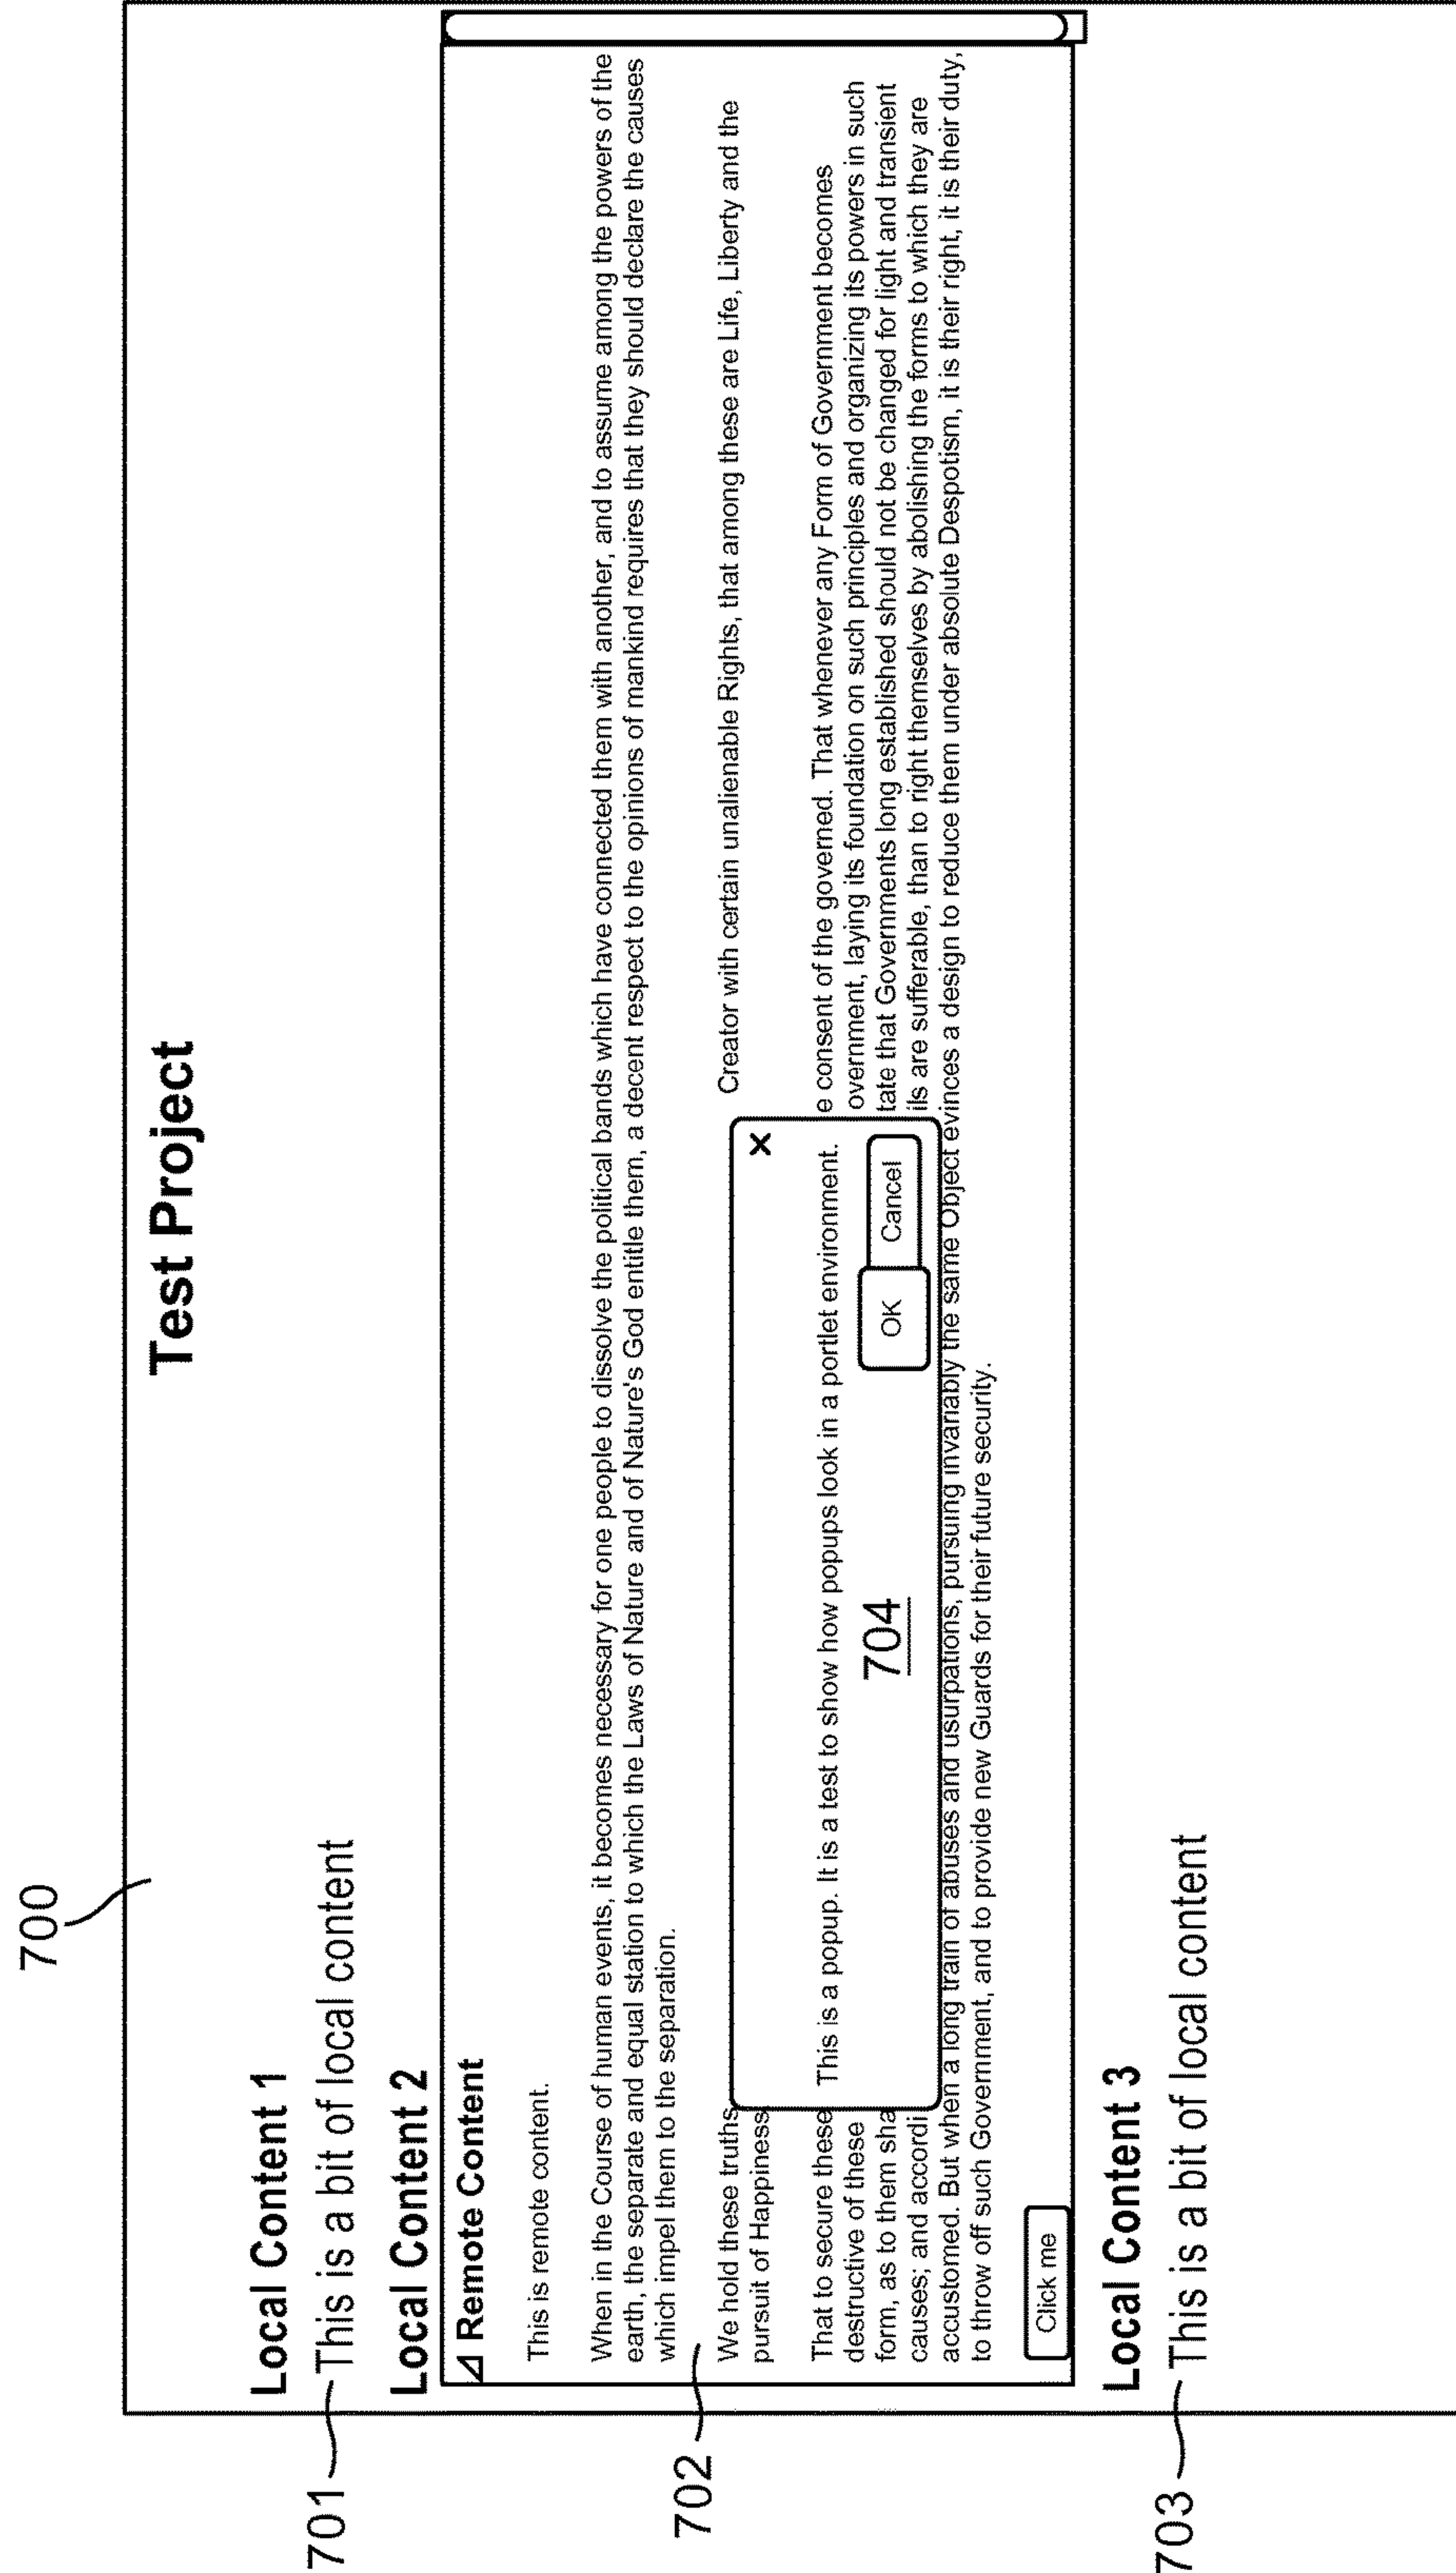 700
Test Project
Local Content 1
701
This is a bit of local content
Local Content 2
Remote Content
This is remote content.
When in the Course of human events, it becomes necessary for one people to dissolve the political bands which have connected them with another, and to assume among the powers of the
earth, the separate and equal station to which the Laws of Nature and of Nature's God entitle them, a decent respect to the opinions of mankind requires that they should declare the causes
which impel them to the separation.
702
We hold these truths Creator with certain unalienable Rights, that among these are Life, Liberty and the
pursuit of Happiness
X
That to secure these e consent of the governed. That whenever any Form of Government becomes
destructive of these overnment, laying its foundation on such principles and organizing its powers in such
form, as to them sha tate that Governments long established should not be changed for light and transient
causes; and accordi ils are sufferable, than to right themselves by abolishing the forms to which they are
accustomed. But when a long train of abuses and usurpations, pursuing invariably the same Object evinces a design to reduce them under absolute Despotism, it is their right, it is their duty,
to throw off such Government, and to provide new Guards for their future security.
This is a popup. It is a test to show how popups look in a portlet environment.
704
OK
Cancel
Click me
Local Content 3
703
This is a bit of local content